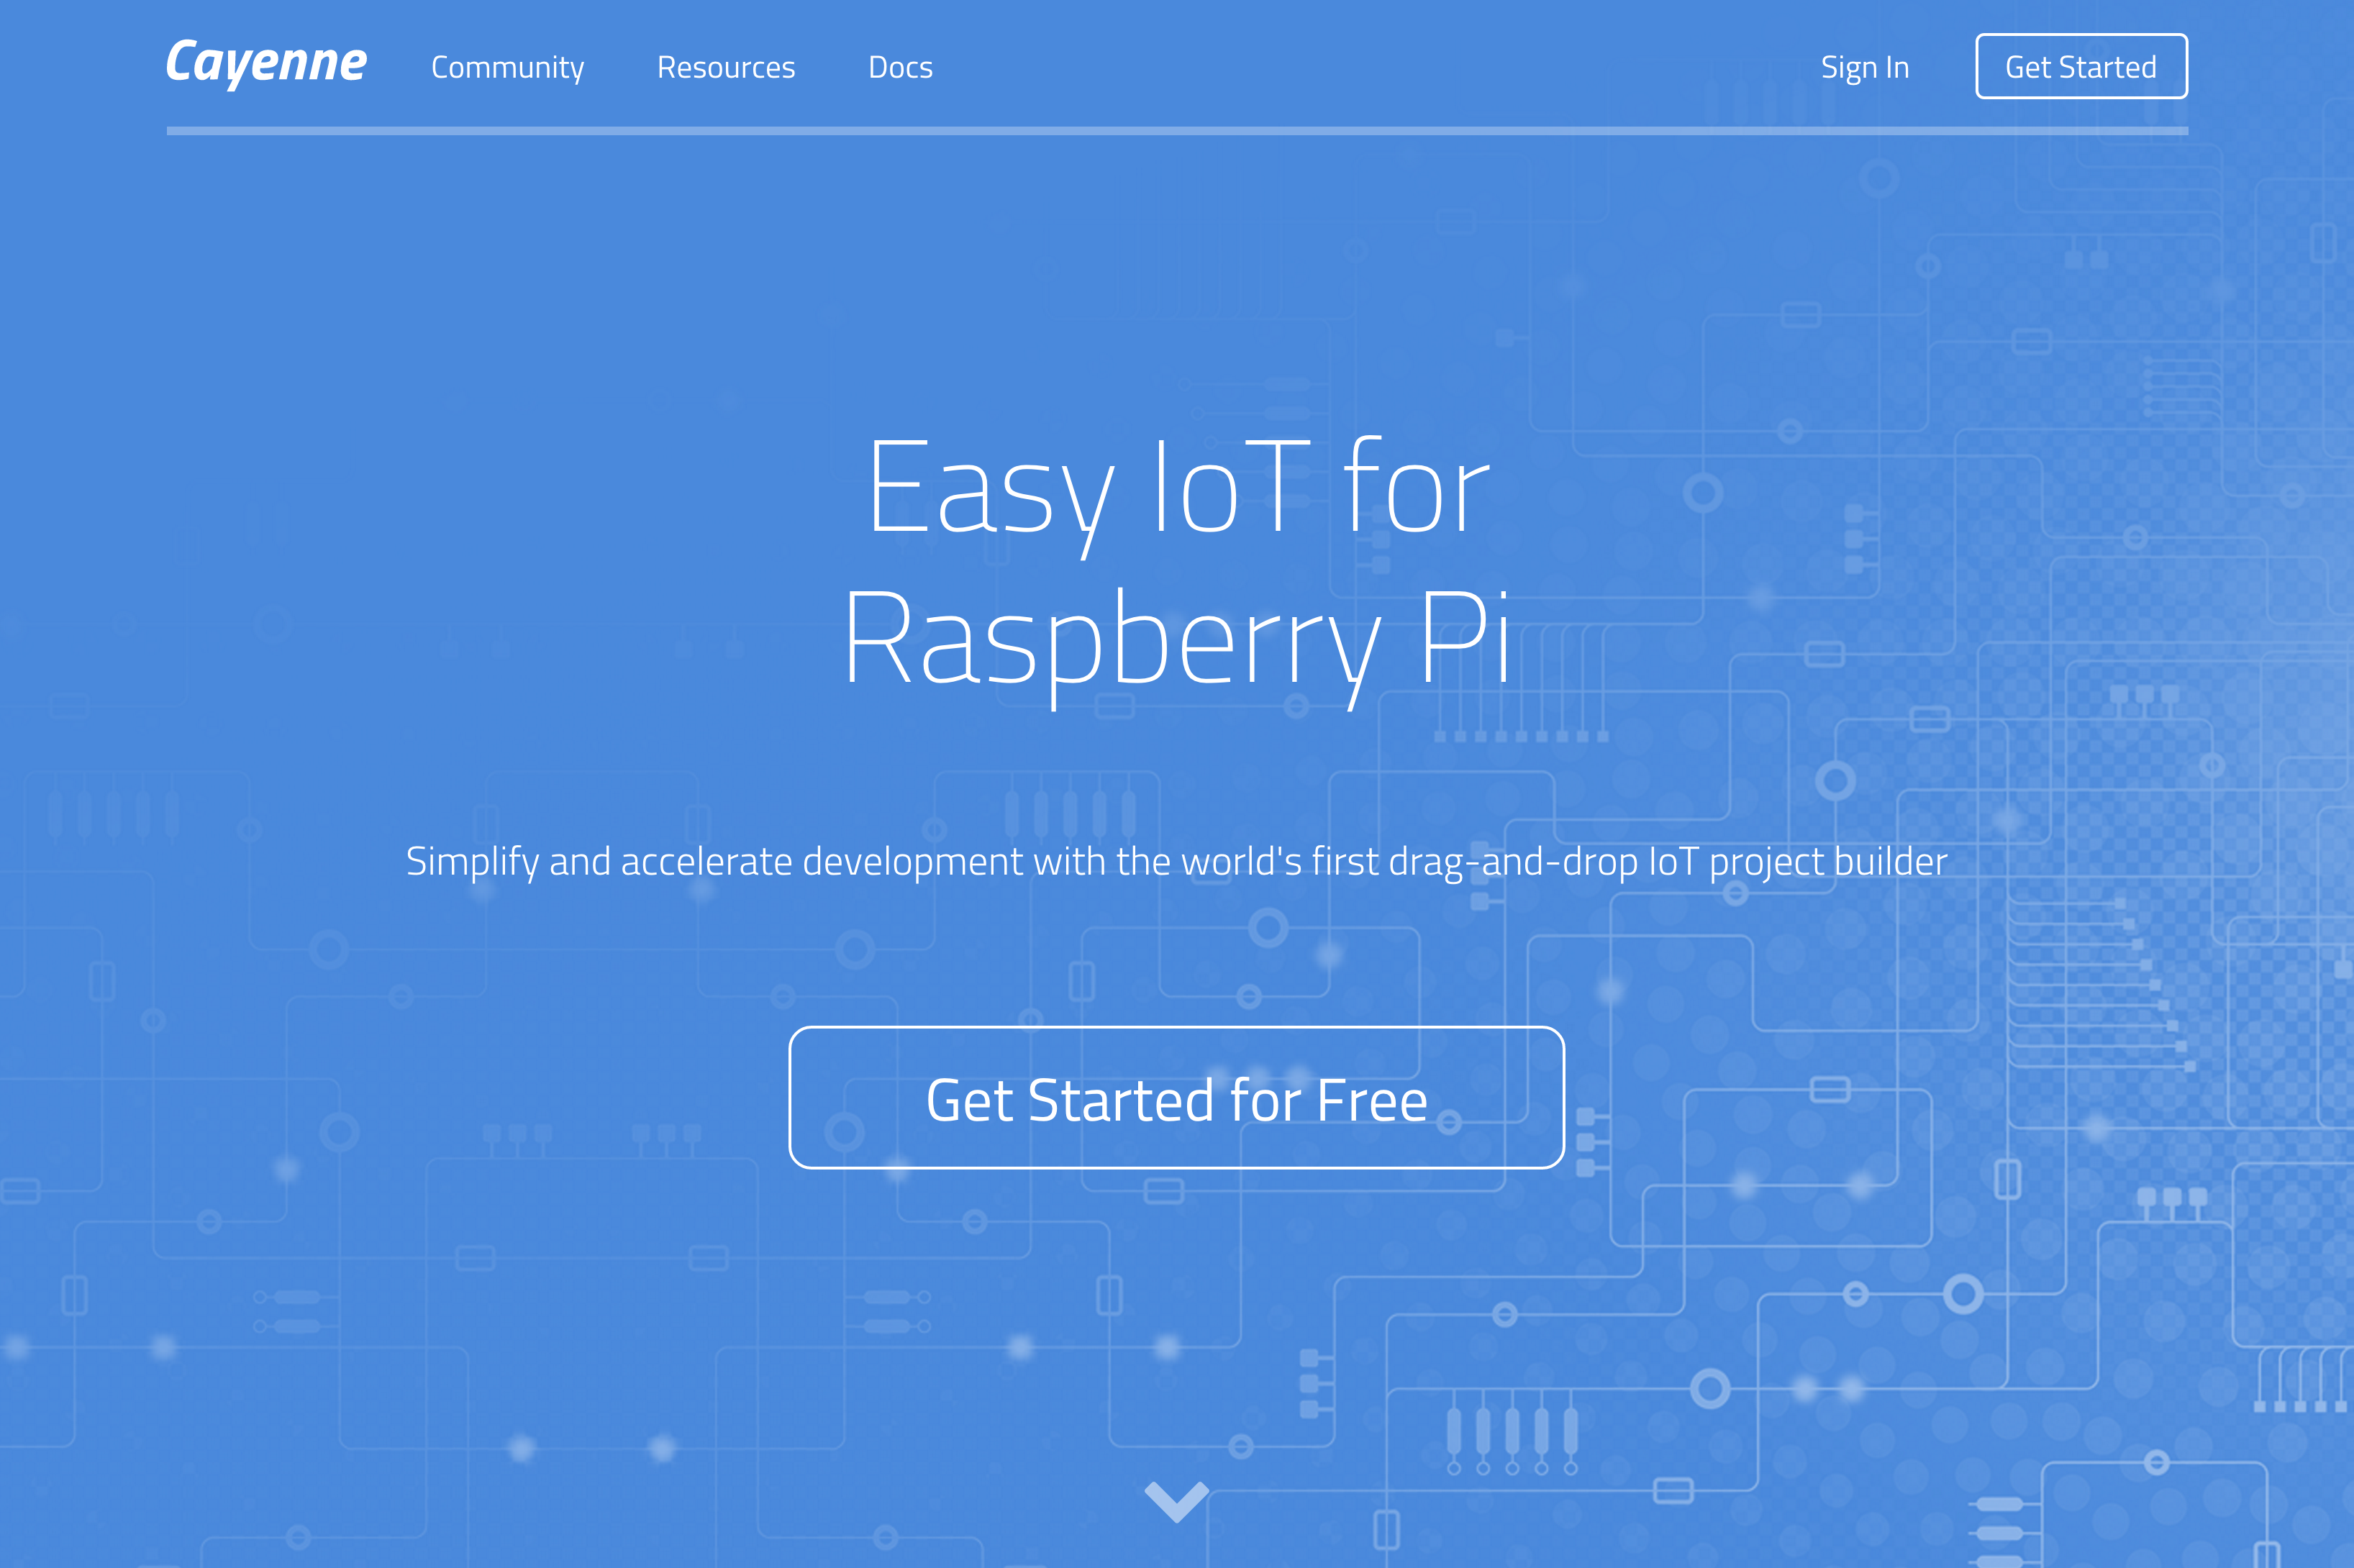 Cayenne Community Resources Docs Sign In Get Started
Easy IoT for
Raspberry Pi
Simplify and accelerate development with the world's first drag-and-drop IoT project builder
Get Started for Free